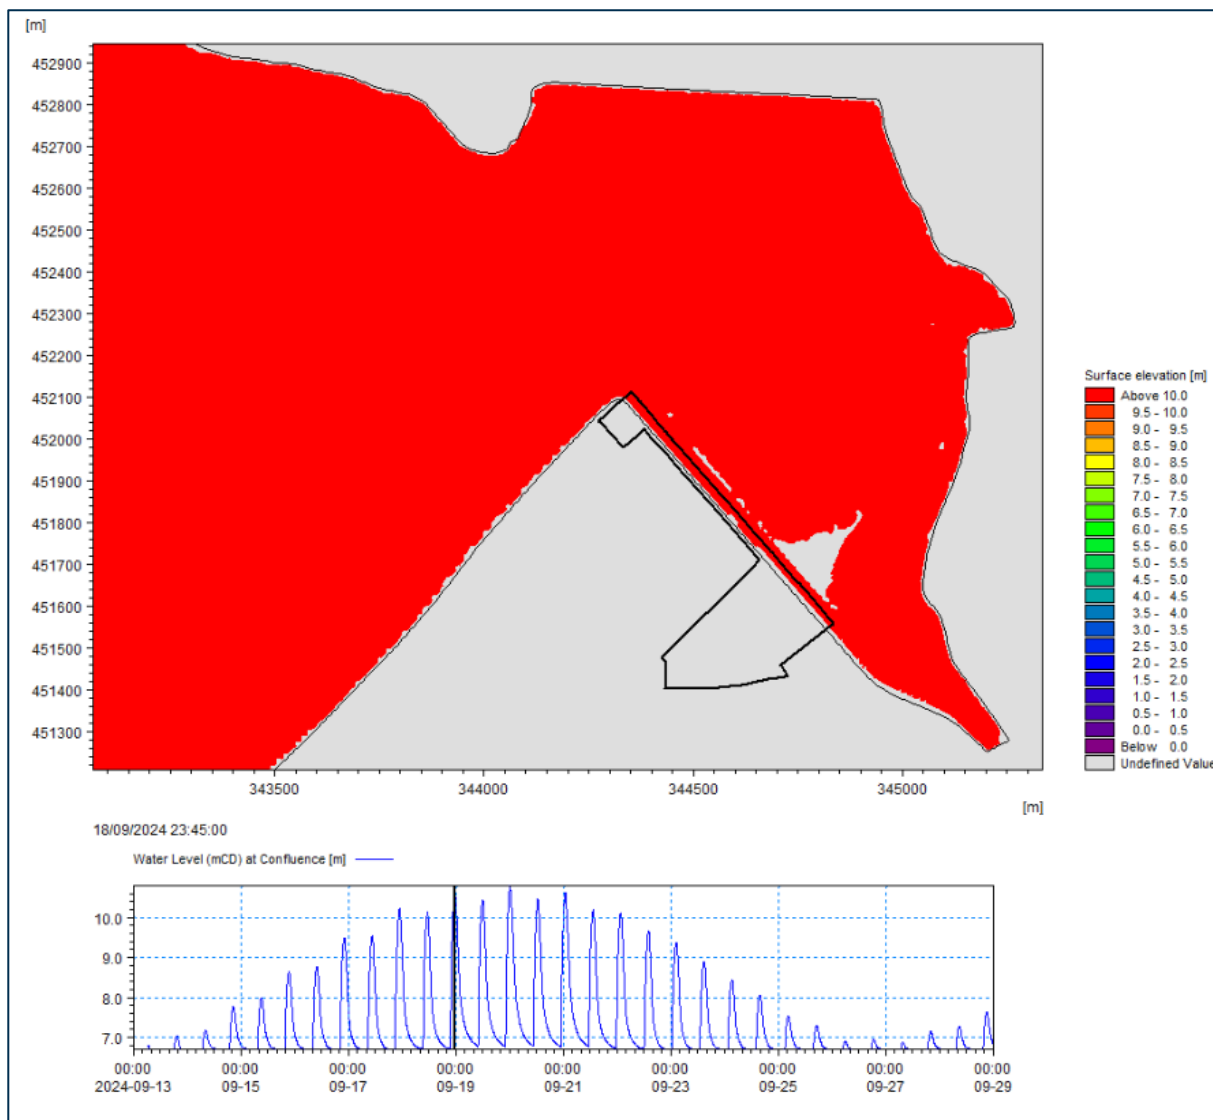 [m]
452900
452800
452700
452600
452500
452400
452300
452200
452100
452000
451900
451800
451700
451600
451500
451400
451300
343500 344000 344500 345000
[m]
Surface elevation [m]
Above 10.0
9.5 - 10.0
9.0 - 9.5
8.5 - 9.0
8.0 - 8.5
7.5 - 8.0
7.0 - 7.5
6.5 - 7.0
6.0 - 6.5
5.5 - 6.0
5.0 - 5.5
4.5 - 5.0
4.0 - 4.5
3.5 - 4.0
3.0 - 3.5
2.5 - 3.0
2.0 - 2.5
1.5 - 2.0
1.0 - 1.5
0.5 - 1.0
0.0 - 0.5
Below 0.0
Undefined Value
18/09/2024 23:45:00
Water Level (mCD) at Confluence [m]
10.0
9.0
8.0
7.0
00:00 00:00 00:00 00:00 00:00 00:00 00:00 00:00 00:00
2024-09-13 09-15 09-17 09-19 09-21 09-23 09-25 09-27 09-29